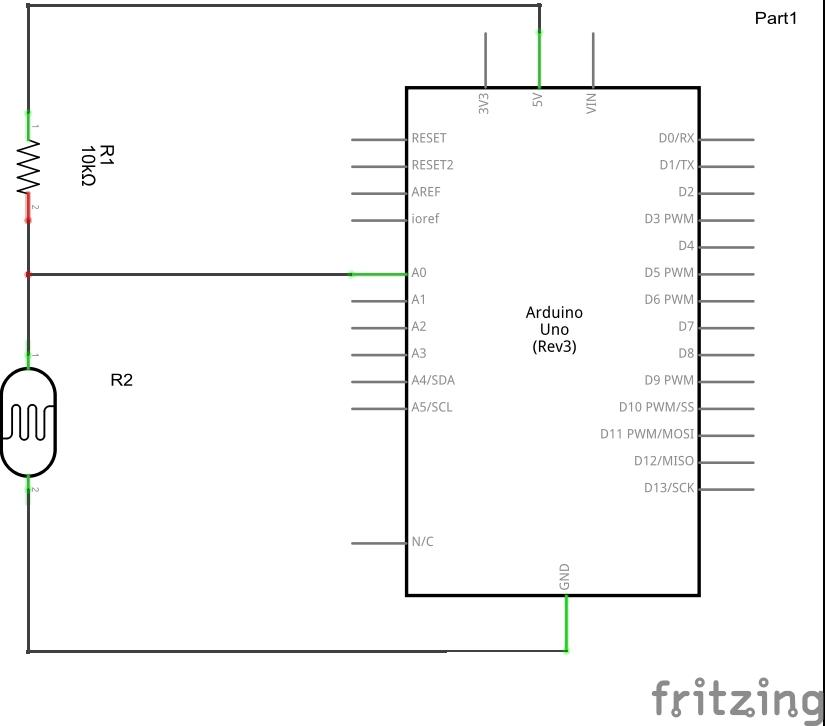 Part1
3V3
5V
VIN
1
R1
10kΩ
2
RESET
RESET2
AREF
ioref
A0
A1
A2
A3
A4/SDA
A5/SCL
N/C
D0/RX
D1/TX
D2
D3 PWM
D4
D5 PWM
D6 PWM
D7
D8
D9 PWM
D10 PWM/SS
D11 PWM/MOSI
D12/MISO
D13/SCK
Arduino
Uno
(Rev3)
1
R2
2
GND
fritzing